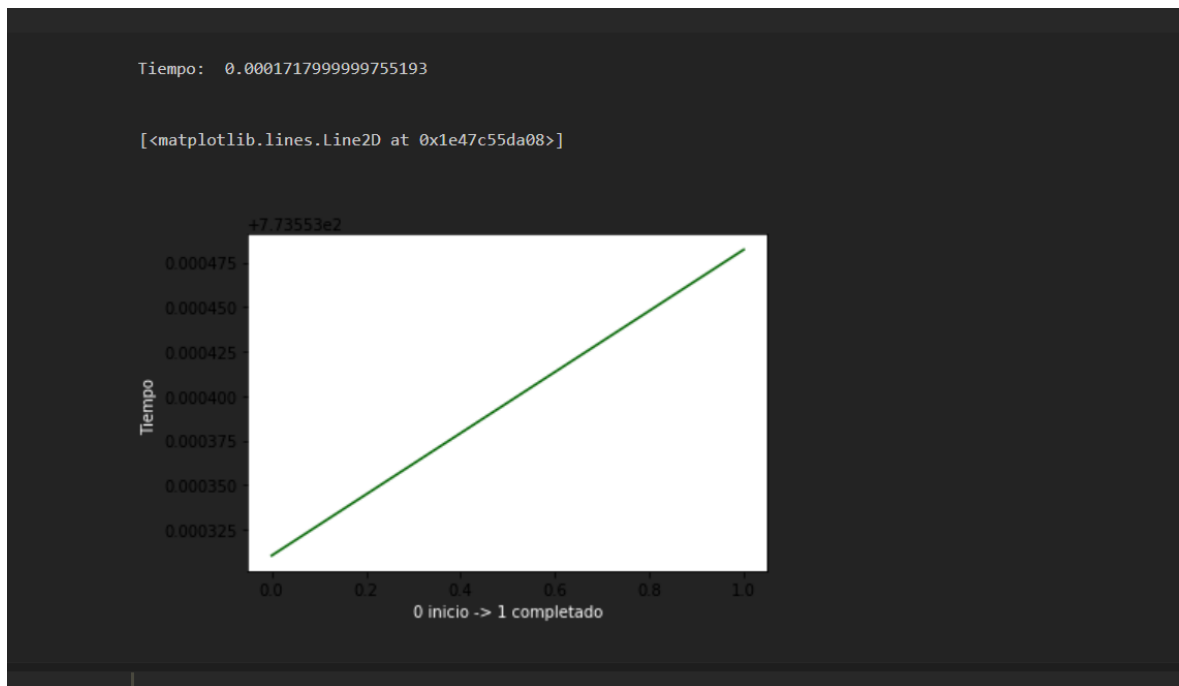 Tiempo:  0.0001717999999755193
[<matplotlib.lines.Line2D at 0x1e47c55da08>]
+7.73553e2
0.000475
0.000450
0.000425
0.000400
0.000375
0.000350
0.000325
Tiempo
0.0 0.2 0.4 0.6 0.8 1.0
0 inicio -> 1 completado